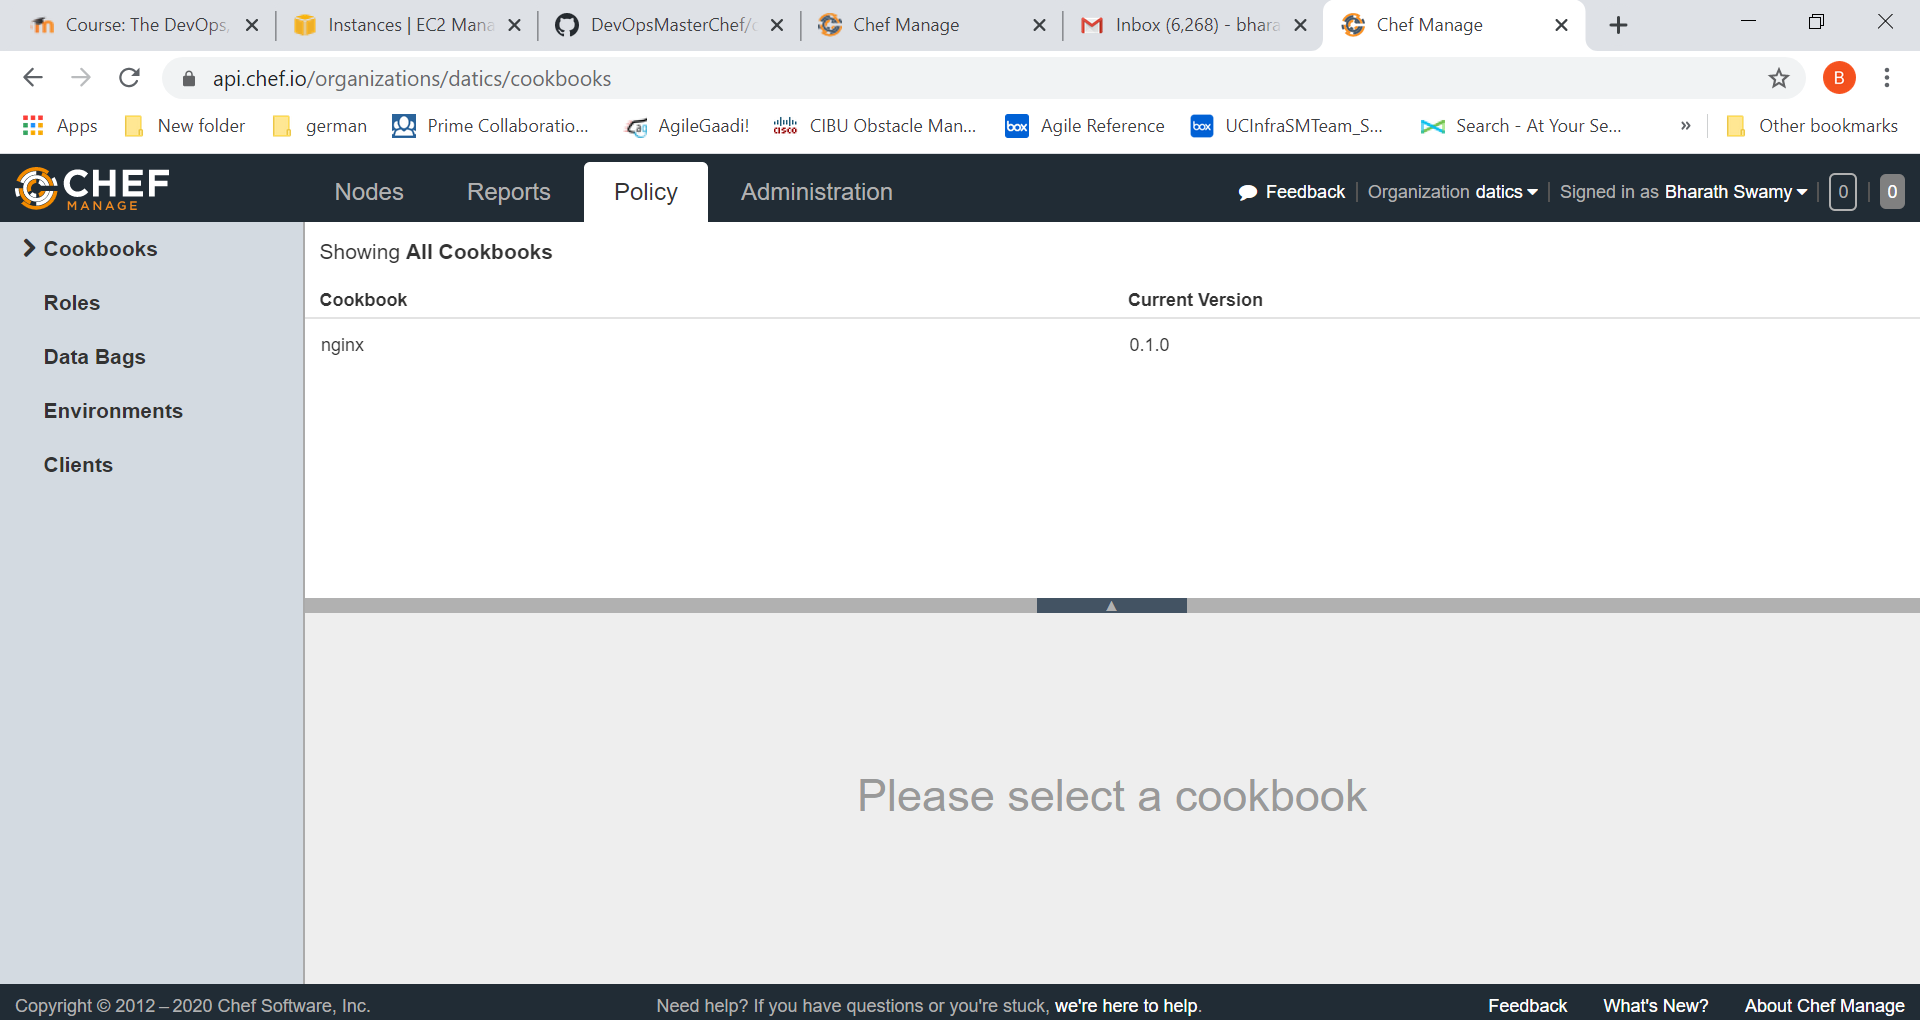 Course: The DevOps,
Instances | EC2 Mana
DevOpsMasterChef/c
Chef Manage
Inbox (6,268) - bhara
Chef Manage
api.chef.io/organizations/datics/cookbooks
B
Apps
New folder
german
Prime Collaboratio...
AgileGaadi!
CISCO
CIBU Obstacle Man...
box
Agile Reference
box
UCInfraSMTeam_S...
Search - At Your Se...
»
Other bookmarks
CHEF
MANAGE
Nodes
Reports
Policy
Administration
Feedback
Organization datics
Signed in as Bharath Swamy
0
0
Cookbooks
Roles
Data Bags
Environments
Clients
Showing All Cookbooks
Cookbook
Current Version
nginx
0.1.0
Please select a cookbook
Copyright © 2012 – 2020 Chef Software, Inc.
Need help? If you have questions or you're stuck, we're here to help.
Feedback
What's New?
About Chef Manage